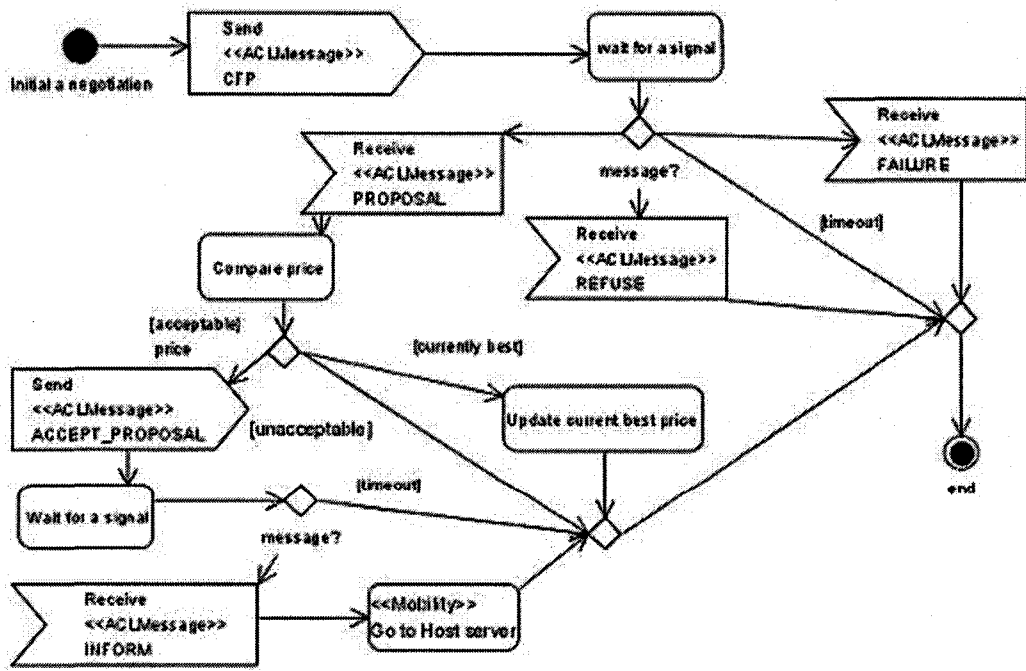 Send
<<ACLMessage>>
CFP
wait for a signal
Initial a negotiation
Receive
<<ACLMessage>>
FAILURE
Receive
<<ACLMessage>>
PROPOSAL
message?
[timeout]
Receive
<<ACLMessage>>
REFUSE
Compare price
[acceptable]
price
[currently best]
Send
<<ACLMessage>>
ACCEPT_PROPOSAL
[unacceptable]
Update current best price
[timeout]
end
Wait for a signal
message?
Receive
<<ACLMessage>>
INFORM
<<Mobility>>
Go to Host server